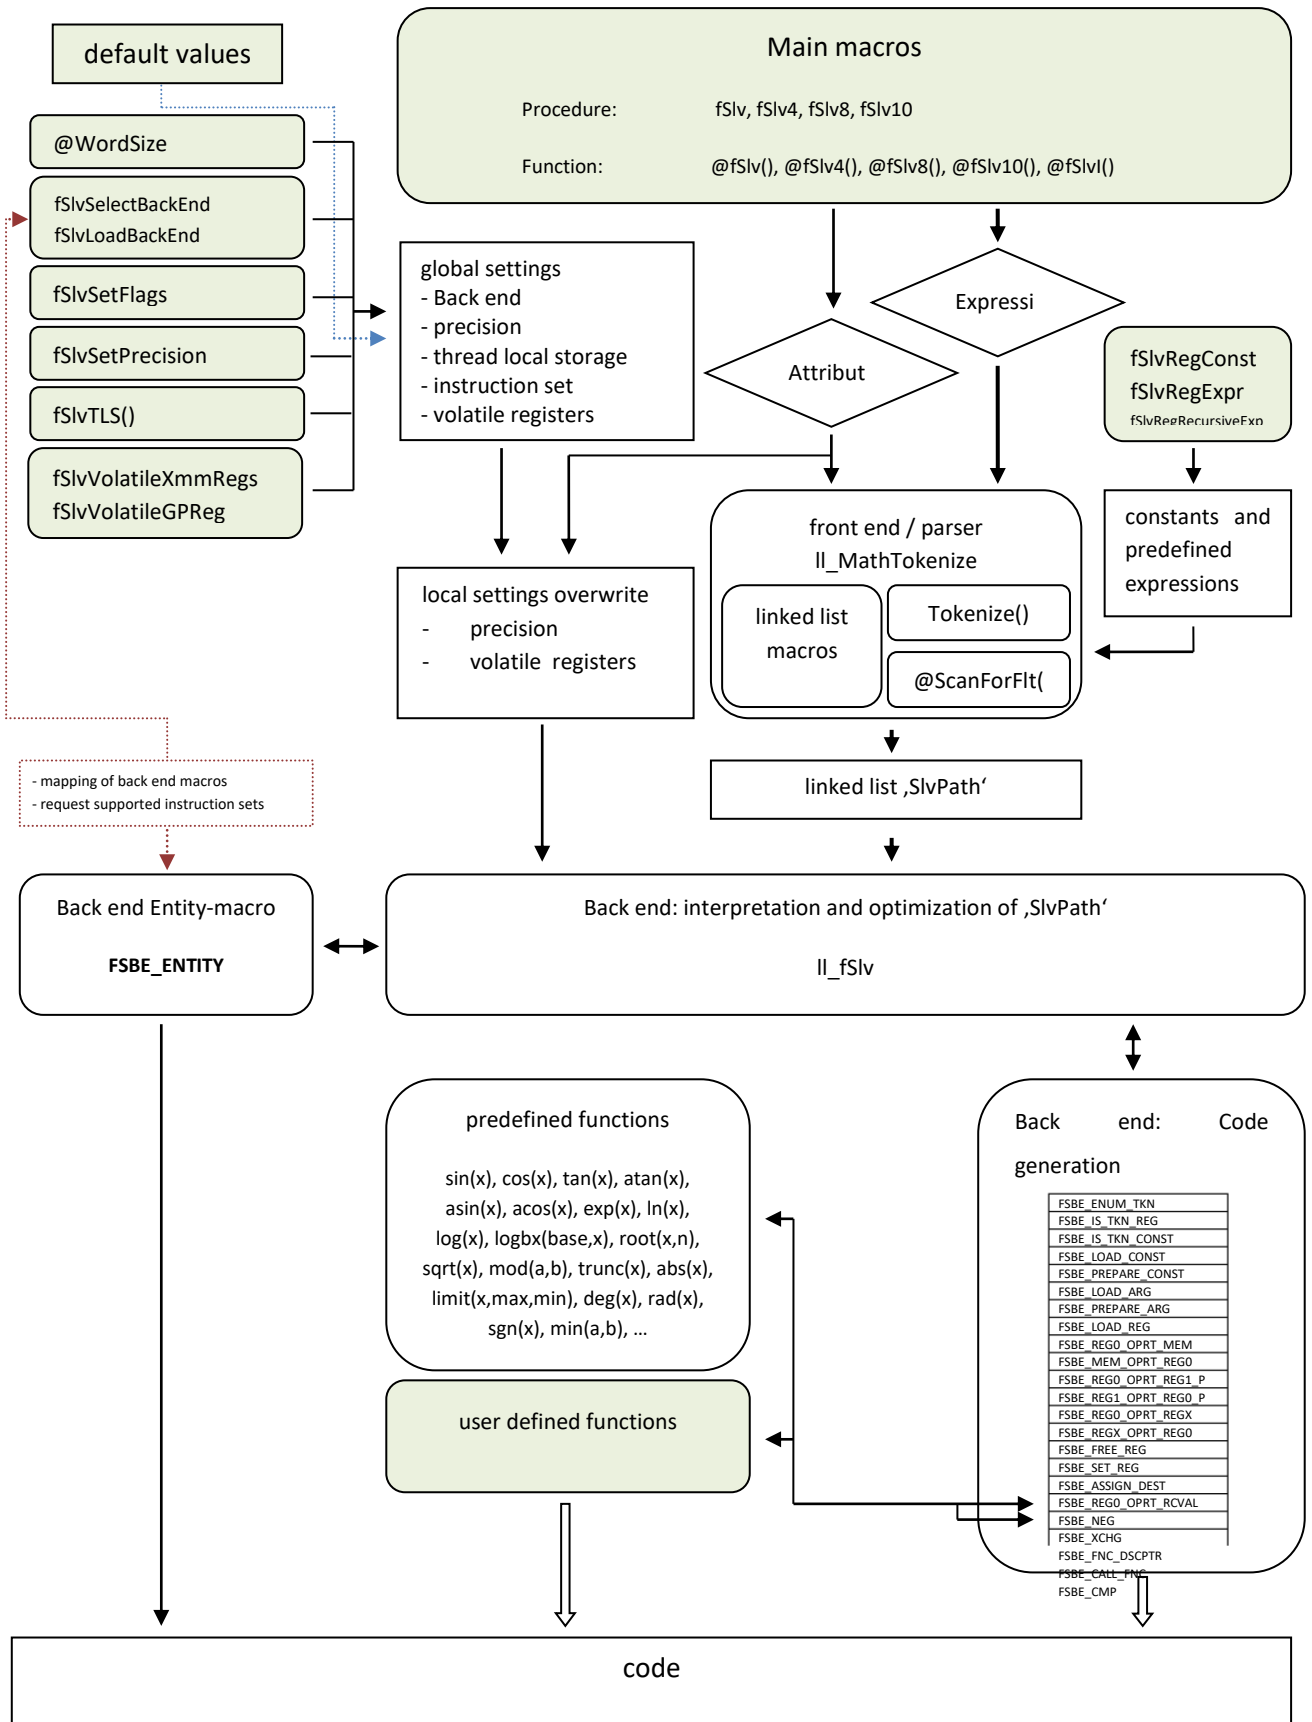 default values
Main macros
Procedure: fSlv, fSlv4, fSlv8, fSlv10
Function: @fSlv(), @fSlv4(), @fSlv8(), @fSlv10(), @fSlvI()
@WordSize
fSlvSelectBackEnd
fSlvLoadBackEnd
fSlvSetFlags
fSlvSetPrecision
fSlvTLS()
fSlvVolatileXmmRegs
fSlvVolatileGPReg
global settings
- Back end
- precision
- thread local storage
- instruction set
- volatile registers
Expressi
Attribut
fSlvRegConst
fSlvRegExpr
fSlvRegRecursiveExp
front end / parser
ll_MathTokenize
linked list
macros
Tokenize()
@ScanForFlt(
constants and
predefined
expressions
local settings overwrite
- precision
- volatile registers
linked list ‚SlvPath‘
- mapping of back end macros
- request supported instruction sets
Back end Entity-macro
FSBE_ENTITY
Back end: interpretation and optimization of ‚SlvPath‘
ll_fSlv
predefined functions
sin(x), cos(x), tan(x), atan(x),
asin(x), acos(x), exp(x), ln(x),
log(x), logbx(base,x), root(x,n),
sqrt(x), mod(a,b), trunc(x), abs(x),
limit(x,max,min), deg(x), rad(x),
sgn(x), min(a,b), ...
user defined functions
Back end: Code
generation
FSBE_ENUM_TKN
FSBE_IS_TKN_REG
FSBE_IS_TKN_CONST
FSBE_LOAD_CONST
FSBE_PREPARE_CONST
FSBE_LOAD_ARG
FSBE_PREPARE_ARG
FSBE_LOAD_REG
FSBE_REG0_OPRT_MEM
FSBE_MEM_OPRT_REG0
FSBE_REG0_OPRT_REG1_P
FSBE_REG1_OPRT_REG0_P
FSBE_REG0_OPRT_REGX
FSBE_REGX_OPRT_REG0
FSBE_FREE_REG
FSBE_SET_REG
FSBE_ASSIGN_DEST
FSBE_REG0_OPRT_RCVAL
FSBE_NEG
FSBE_XCHG
FSBE_FNC_DSCPTR
FSBE_CALL_FNC
FSBE_CMP
code